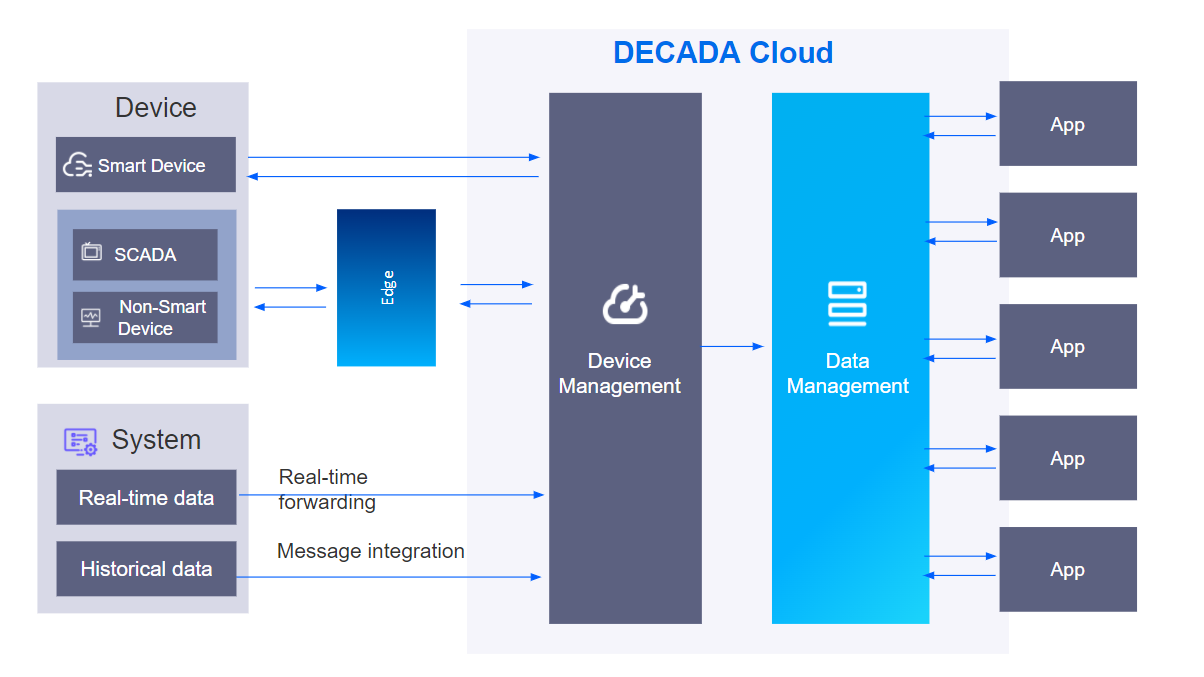 DECADA Cloud
Device
Smart Device
SCADA
Non-Smart
Device
Edge
System
Real-time data
Historical data
Real-time
forwarding
Message integration
Device
Management
Data
Management
App
App
App
App
App